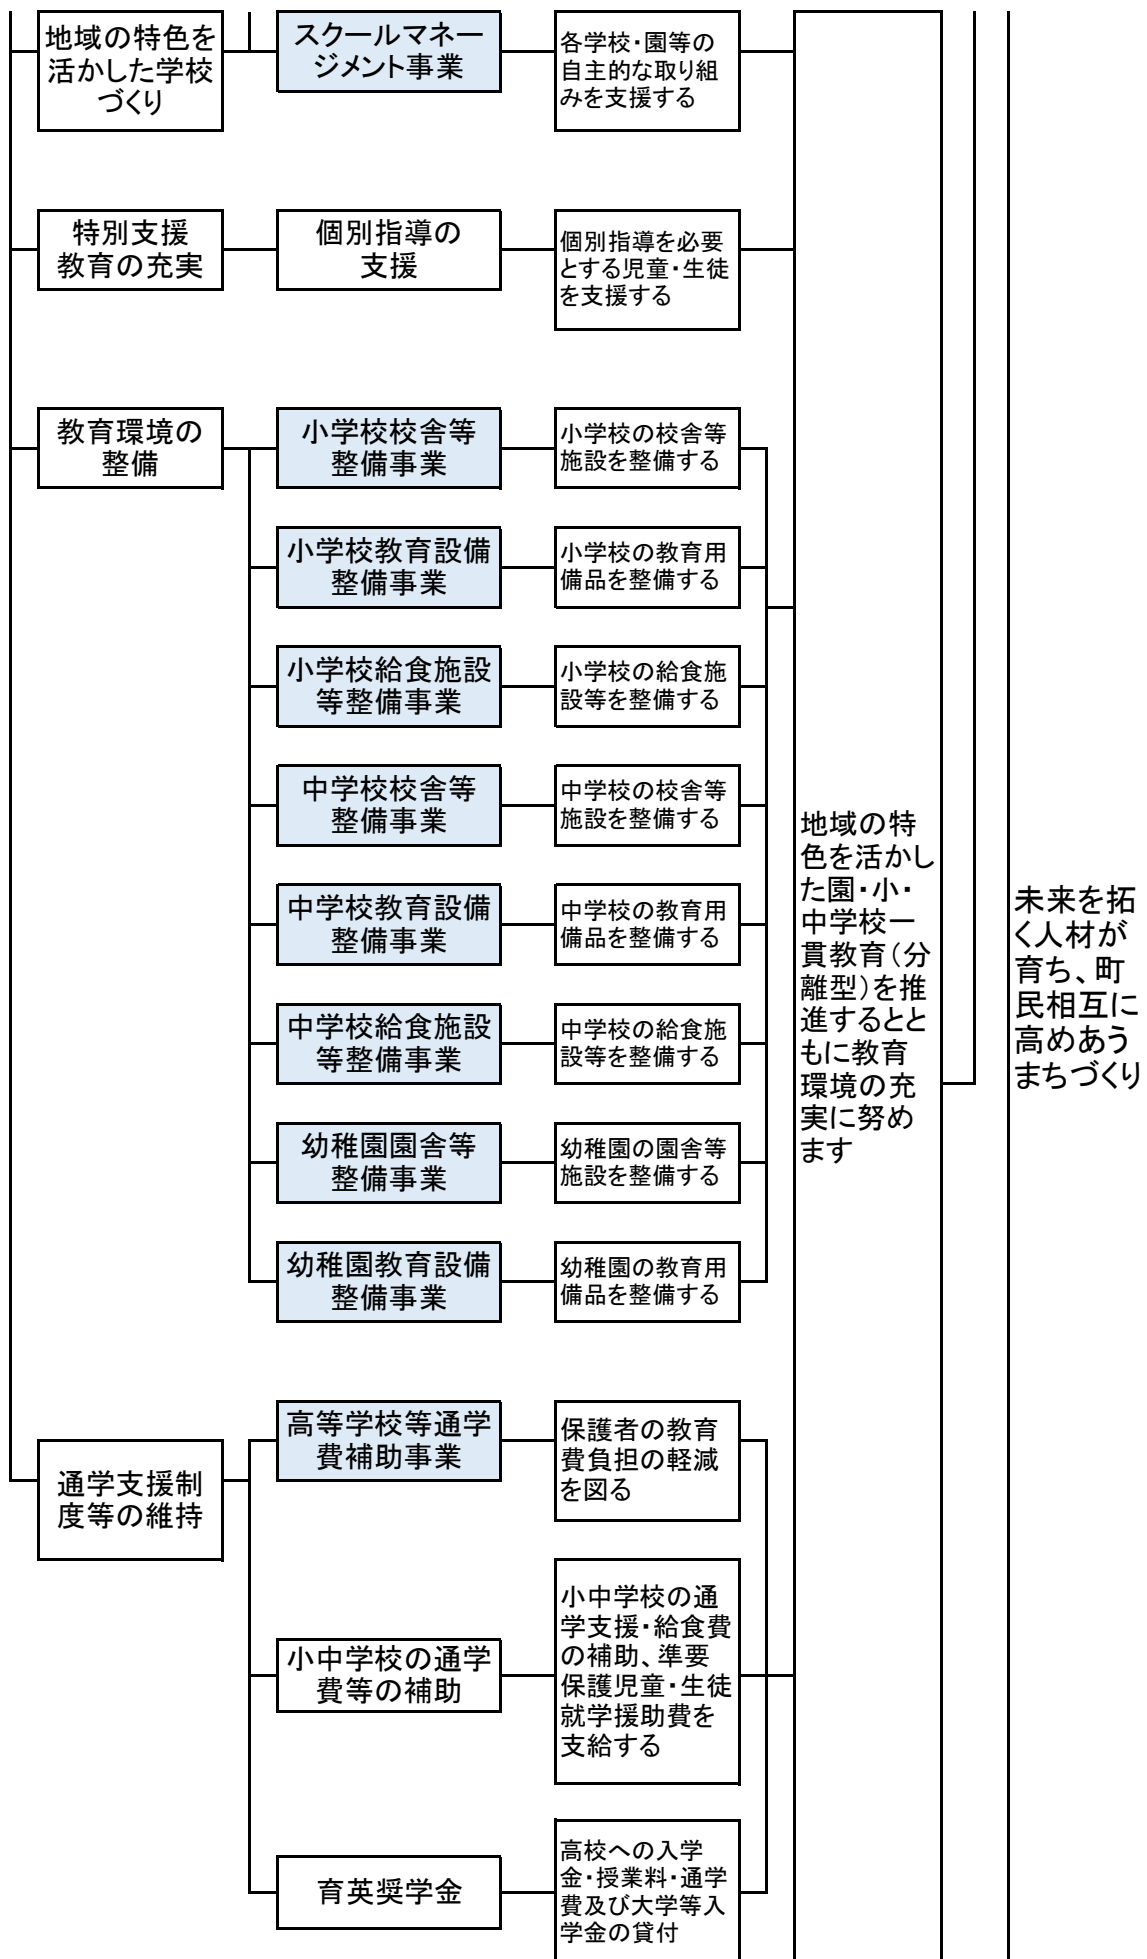 地域の特色を
活かした学校
づくり
スクールマネー
ジメント事業
各学校・園等の
自主的な取り組
みを支援する
特別支援
教育の充実
個別指導の
支援
個別指導を必要
とする児童・生徒
を支援する
教育環境の
整備
小学校校舎等
整備事業
小学校の校舎等
施設を整備する
小学校教育設備
整備事業
小学校の教育用
備品を整備する
小学校給食施設
等整備事業
小学校の給食施
設等を整備する
中学校校舎等
整備事業
中学校の校舎等
施設を整備する
中学校教育設備
整備事業
中学校の教育用
備品を整備する
中学校給食施設
等整備事業
中学校の給食施
設等を整備する
幼稚園園舎等
整備事業
幼稚園の園舎等
施設を整備する
幼稚園教育設備
整備事業
幼稚園の教育用
備品を整備する
通学支援制
度等の維持
高等学校等通学
費補助事業
保護者の教育
費負担の軽減
を図る
小中学校の通学
費等の補助
小中学校の通
学支援・給食費
の補助、準要
保護児童・生徒
就学援助費を
支給する
育英奨学金
高校への入学
金・授業料・通学
費及び大学等入
学金の貸付
地域の特
色を活かし
た園・小・
中学校一
貫教育（分
離型）を推
進するとと
もに教育
環境の充
実に努め
ます
未来を拓
く人材が
育ち、町
民相互に
高めあう
まちづくり